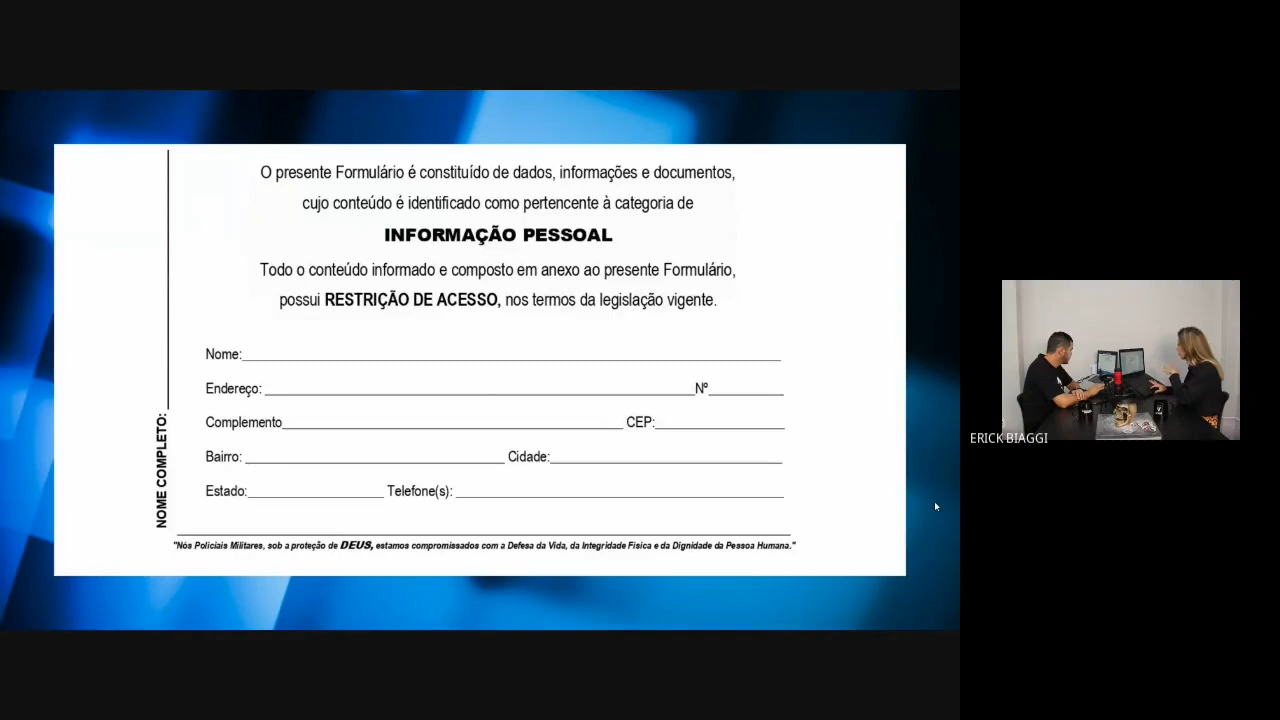 O presente Formulário é constituído de dados, informações e documentos,
cujo conteúdo é identificado como pertencente à categoria de
INFORMAÇÃO PESSOAL
Todo o conteúdo informado e composto em anexo ao presente Formulário,
possui RESTRIÇÃO DE ACESSO, nos termos da legislação vigente.
Nome:
Endereço: Nº
Complemento CEP:
Bairro: Cidade:
Estado: Telefone(s):
NOME COMPLETO:
"Nós Policiais Militares, sob a proteção de DEUS, estamos compromissados com a Defesa da Vida, da Integridade Física e da Dignidade da Pessoa Humana."
ERICK BIAGGI